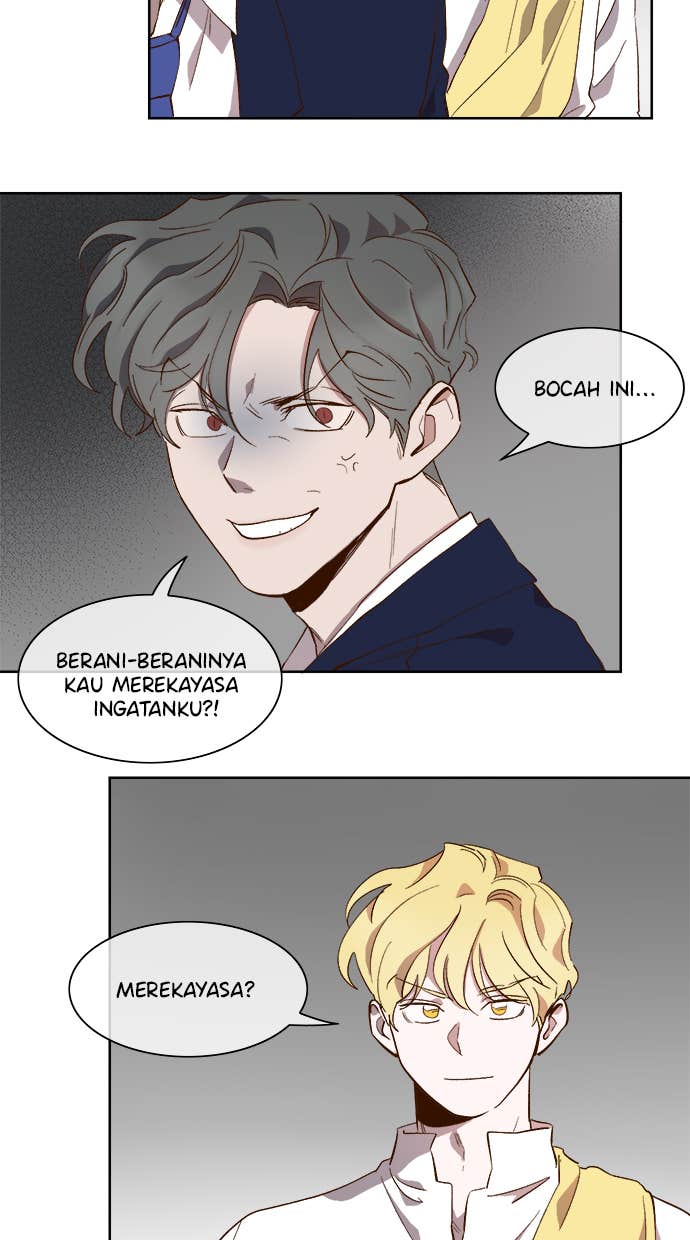 BOCAH INI...
BERANI-BERANINYA
KAU MEREKAYASA
INGATANKU?!
MEREKAYASA?